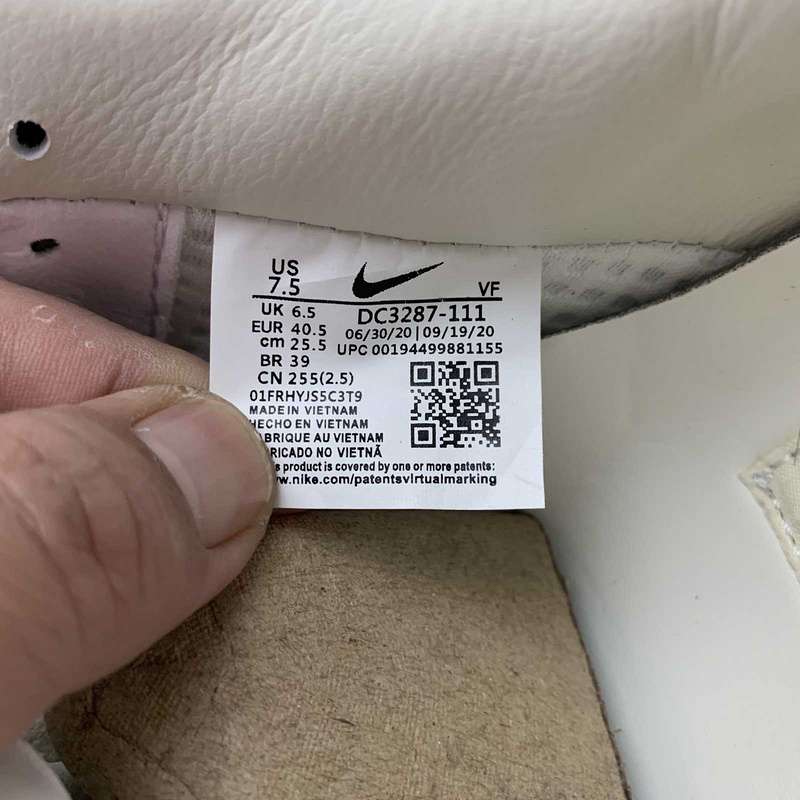 US
7.5
VF
UK 6.5
DC3287-111
EUR 40.5
06/30/20 | 09/19/20
cm 25.5
UPC 00194499881155
BR 39
CN 255(2.5)
01FRHYJS5C3T9
MADE IN VIETNAM
HECHO EN VIETNAM
FABRIQUE AU VIETNAM
RICADO NO VIETNÃ
s product is covered by one or more patents:
w.nike.com/patentsvirtualmarking